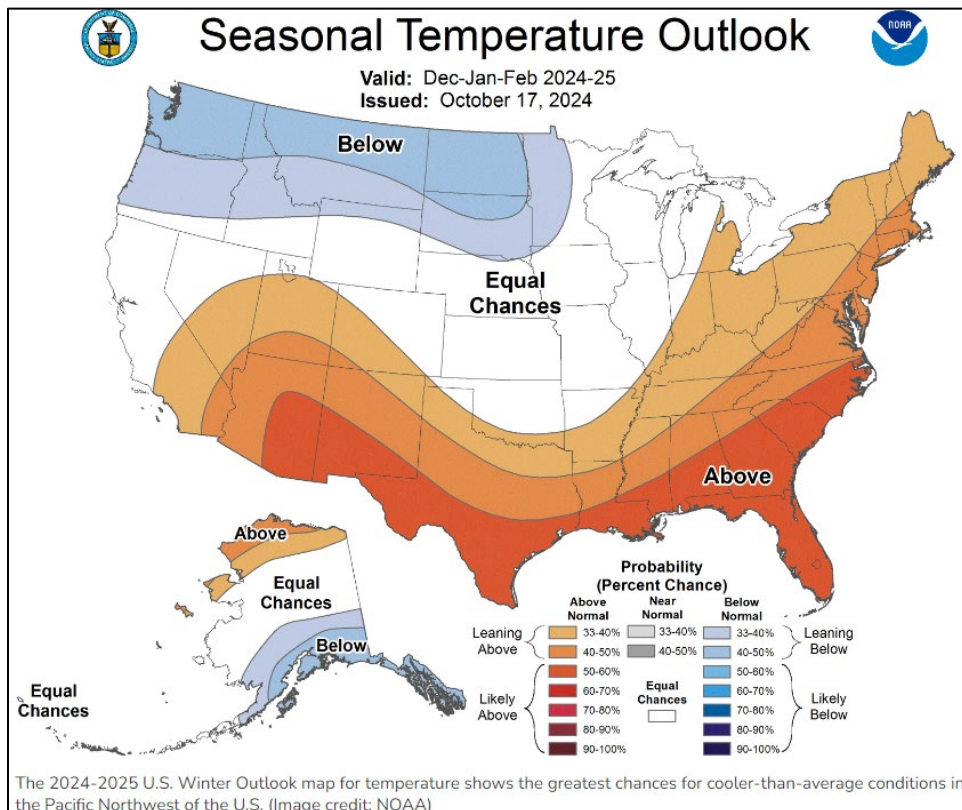 Seasonal Temperature Outlook
NOAA
Valid: Dec-Jan-Feb 2024-25
Issued: October 17, 2024
Below
Equal
Chances
Above
Above
Equal
Chances
Below
Equal
Chances
Probability
(Percent Chance)
Above
Normal
Near
Normal
Below
Normal
Leaning
Above
33-40%
33-40%
33-40%
Leaning
Below
40-50%
40-50%
40-50%
Likely
Above
50-60%
60-70%
70-80%
80-90%
90-100%
Equal
Chances
50-60%
60-70%
70-80%
80-90%
90-100%
Likely
Below
The 2024-2025 U.S. Winter Outlook map for temperature shows the greatest chances for cooler-than-average conditions in
the Pacific Northwest of the U.S. (Image credit: NOAA)